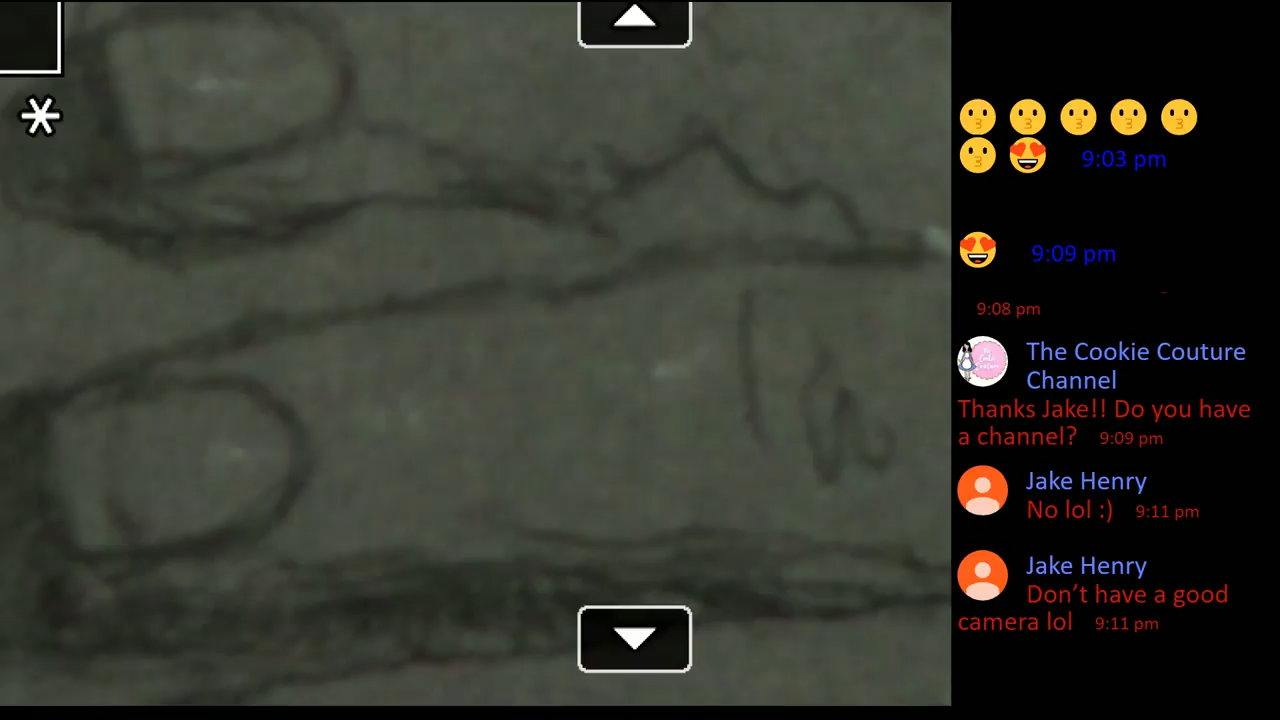 9:03 pm
9:09 pm
9:08 pm
The Cookie Couture
Channel
Thanks Jake!! Do you have
a channel? 9:09 pm
Jake Henry
No lol :) 9:11 pm
Jake Henry
Don’t have a good
camera lol 9:11 pm